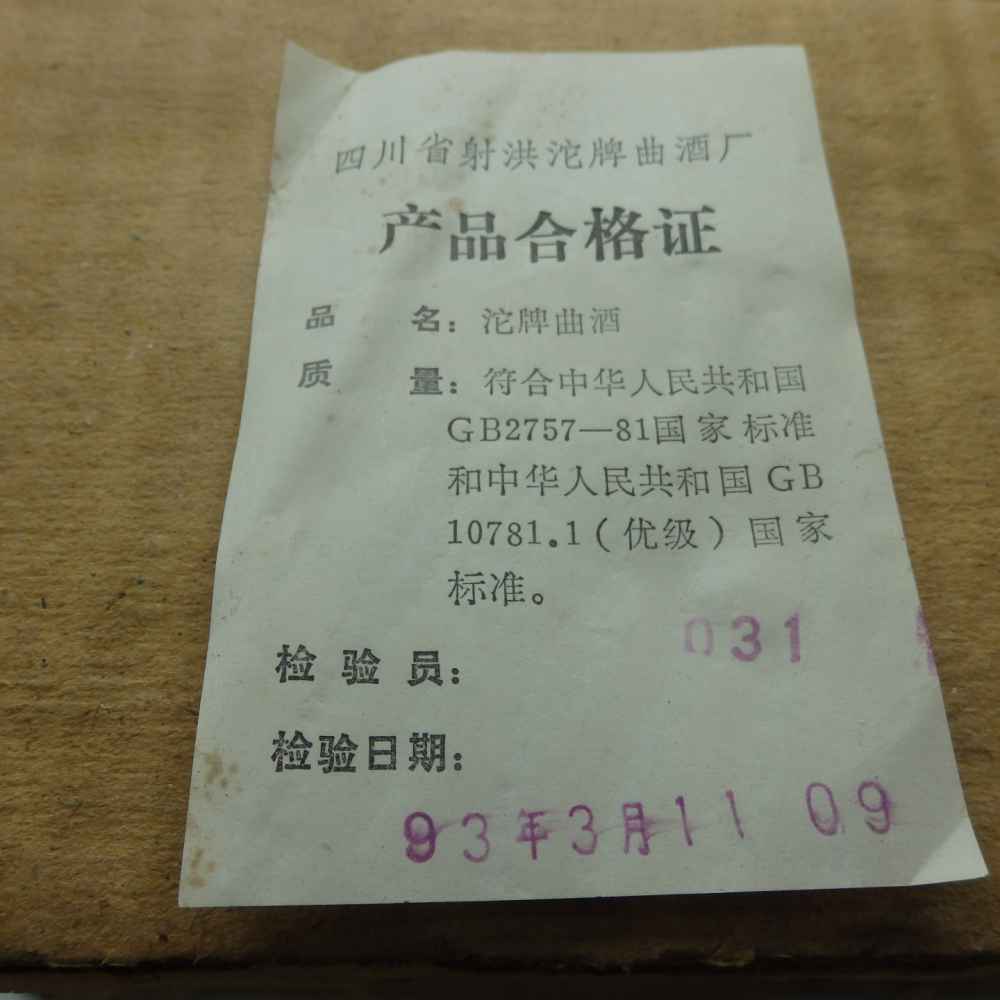 四川省射洪沱牌曲酒厂
产品合格证
品 名：沱牌曲酒
质 量：符合中华人民共和国
GB2757—81国家标准
和中华人民共和国GB
10781.1(优级)国家
标准。
031
检验员：
检验日期：
93年3月11 09